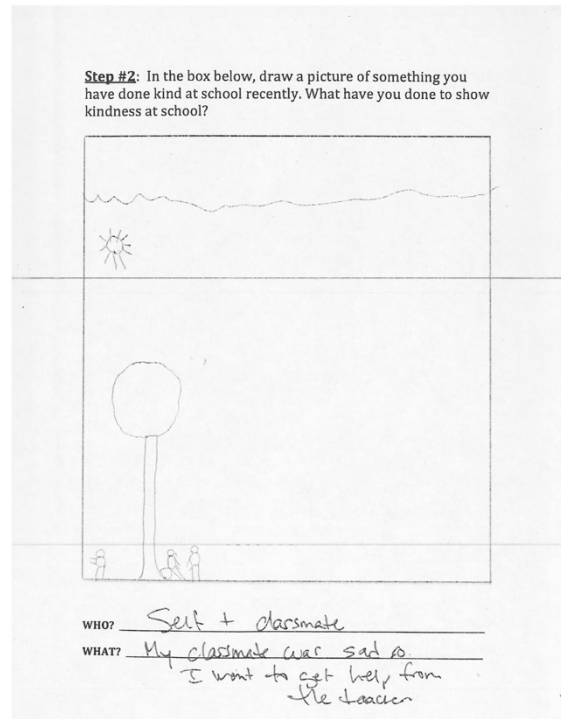 Step #2: In the box below, draw a picture of something you
have done kind at school recently. What have you done to show
kindness at school?
WHO? Self + classmate
WHAT? My classmate was sad so
I went to get help from
the teacher